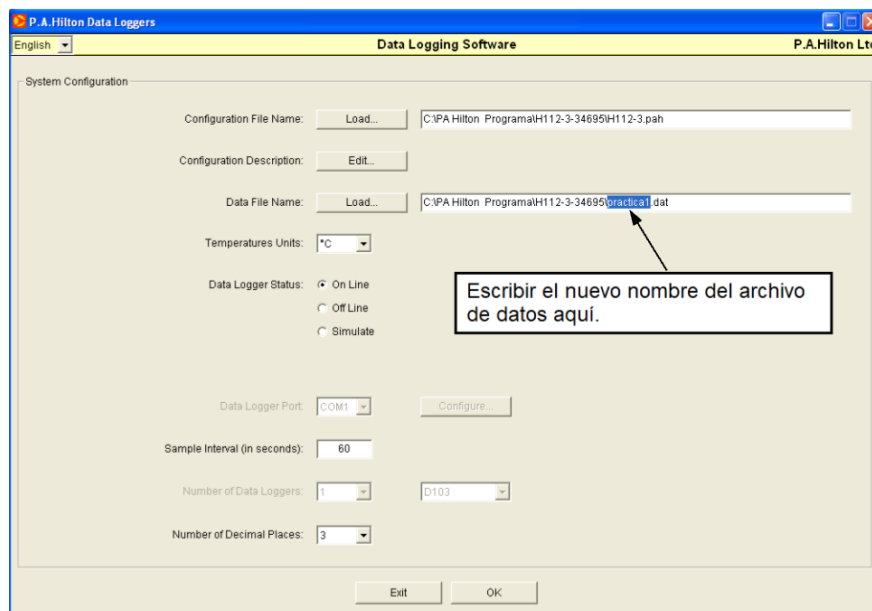 P.A.Hilton Data Loggers
English Data Logging Software P.A.Hilton Ltd
System Configuration
Configuration File Name: Load... C:\PA Hilton Programa\H112-3-34695\H112-3.pah
Configuration Description: Edit...
Data File Name: Load... C:\PA Hilton Programa\H112-3-34695\practica1.dat
Temperatures Units: °C
Data Logger Status: On Line
Escribir el nuevo nombre del archivo
Off Line
de datos aquí.
Simulate
Data Logger Port: COM1 Configure...
Sample Interval (in seconds): 60
Number of Data Loggers: 1 D103
Number of Decimal Places: 3
Exit OK